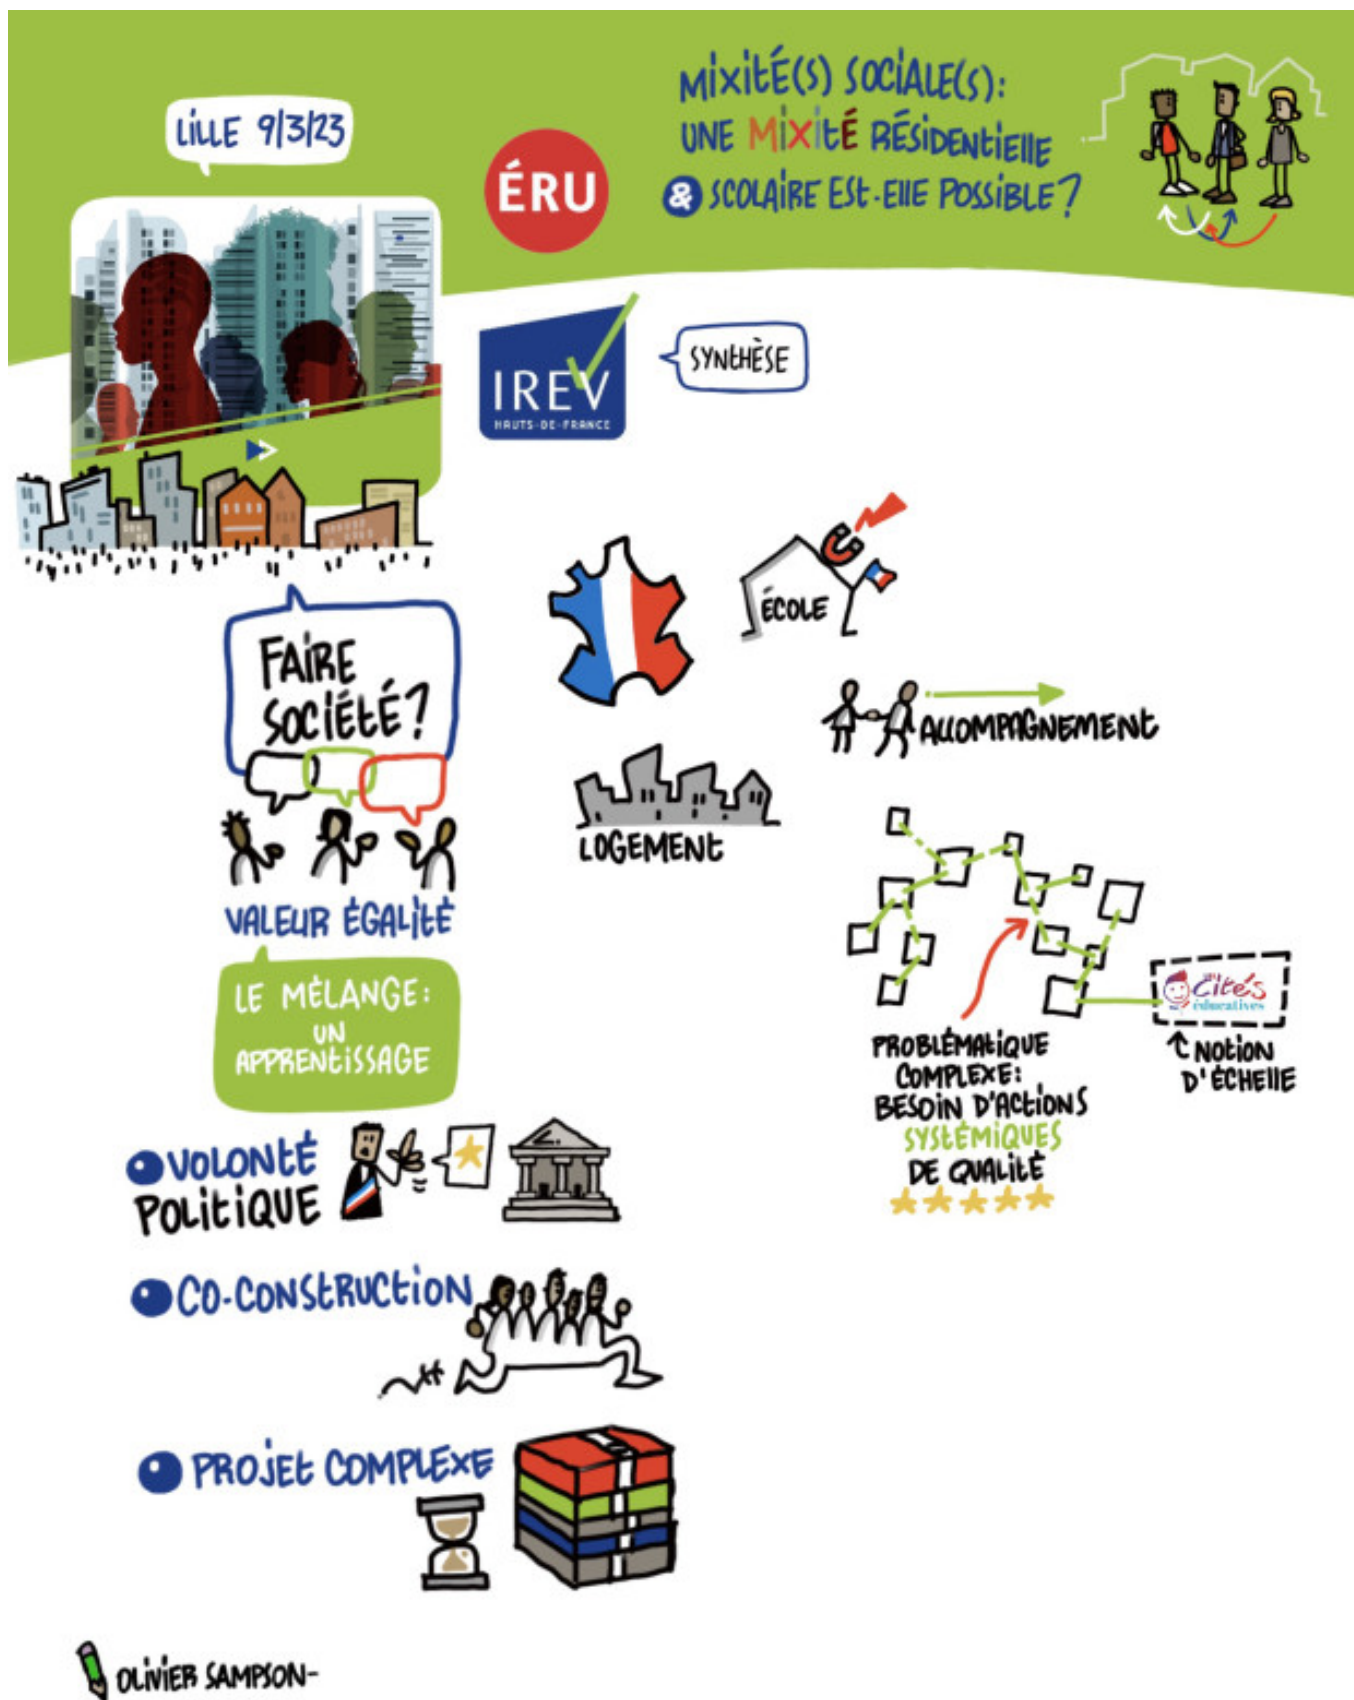 LILLE 9/3/23
ÉRU
MIXITÉ(S) SOCIALE(S):
UNE MIXITÉ RÉSIDENTIELLE
& SCOLAIRE EST-ELLE POSSIBLE ?
IREV
HAUTS-DE-FRANCE
SYNTHÈSE
ÉCOLE
FAIRE
SOCIÉTÉ ?
ACCOMPAGNEMENT
LOGEMENT
VALEUR ÉGALITÉ
LE MÉLANGE:
UN
APPRENTISSAGE
Cités
éducatives
NOTION
D'ÉCHELLE
PROBLÉMATIQUE
COMPLEXE:
BESOIN D'ACTIONS
SYSTÉMIQUES
DE QUALITÉ
VOLONTÉ
POLITIQUE
CO-CONSTRUCTION
PROJET COMPLEXE
OLIVIER SAMPSON-